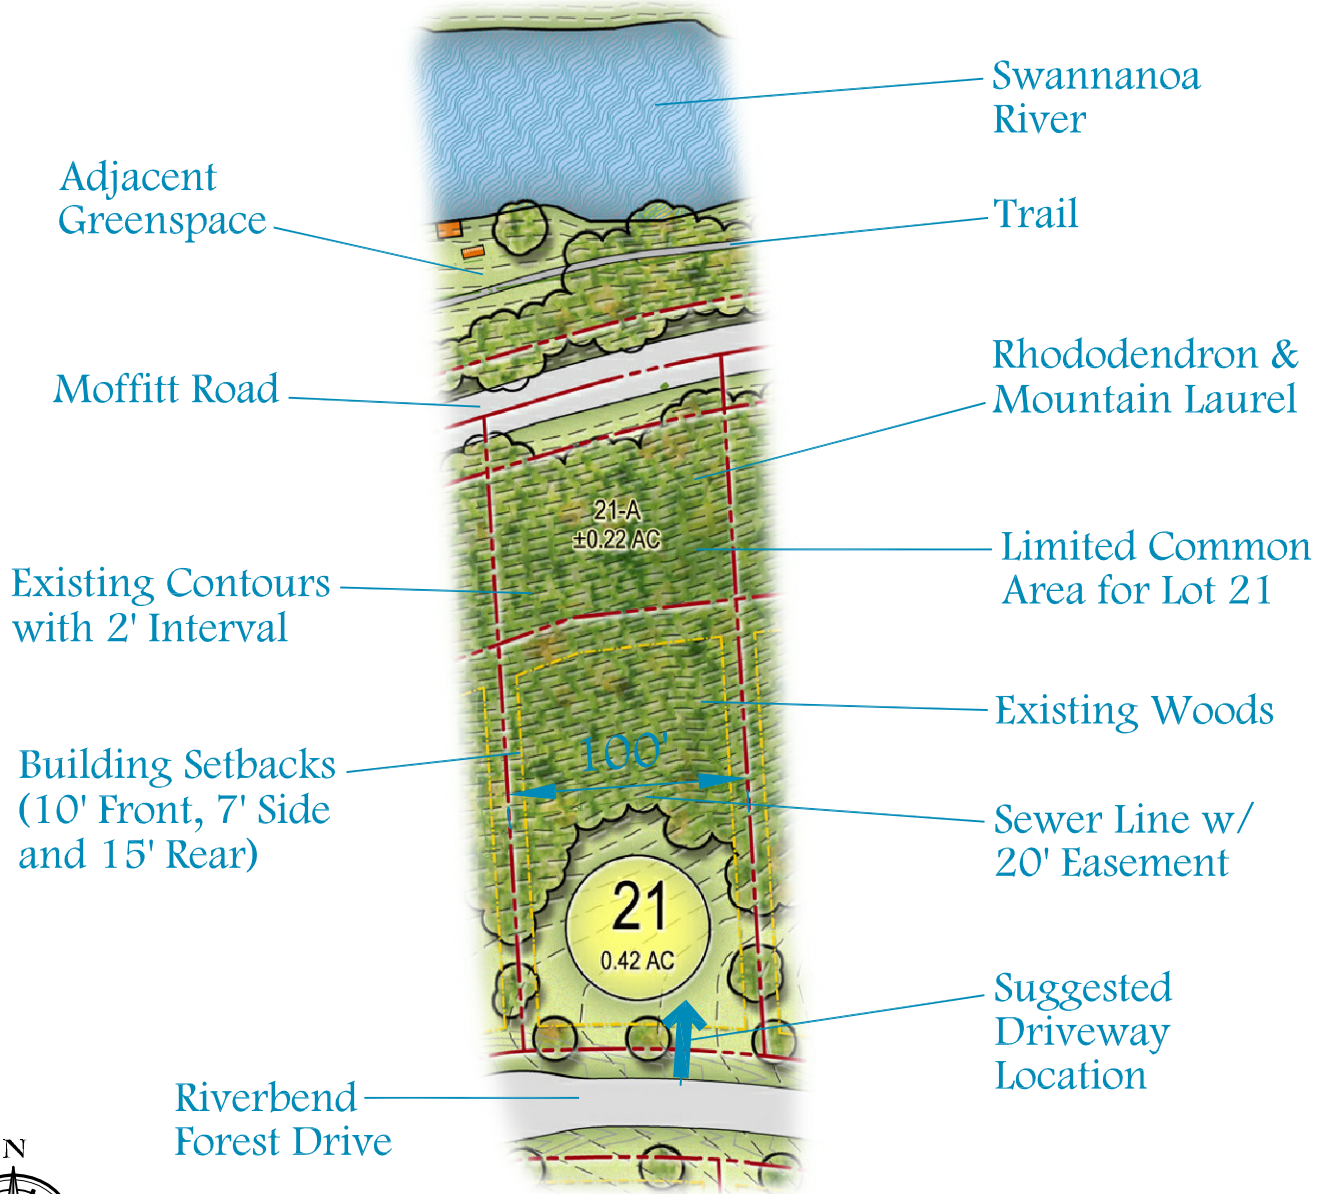 Swannanoa
River
Adjacent
Greenspace
Trail
Rhododendron &
Mountain Laurel
Moffitt Road
21-A
±0.22 AC
Limited Common
Area for Lot 21
Existing Contours
with 2' Interval
Existing Woods
100'
Building Setbacks
(10' Front, 7' Side
and 15' Rear)
Sewer Line w/
20' Easement
21
0.42 AC
Suggested
Driveway
Location
Riverbend
Forest Drive
N